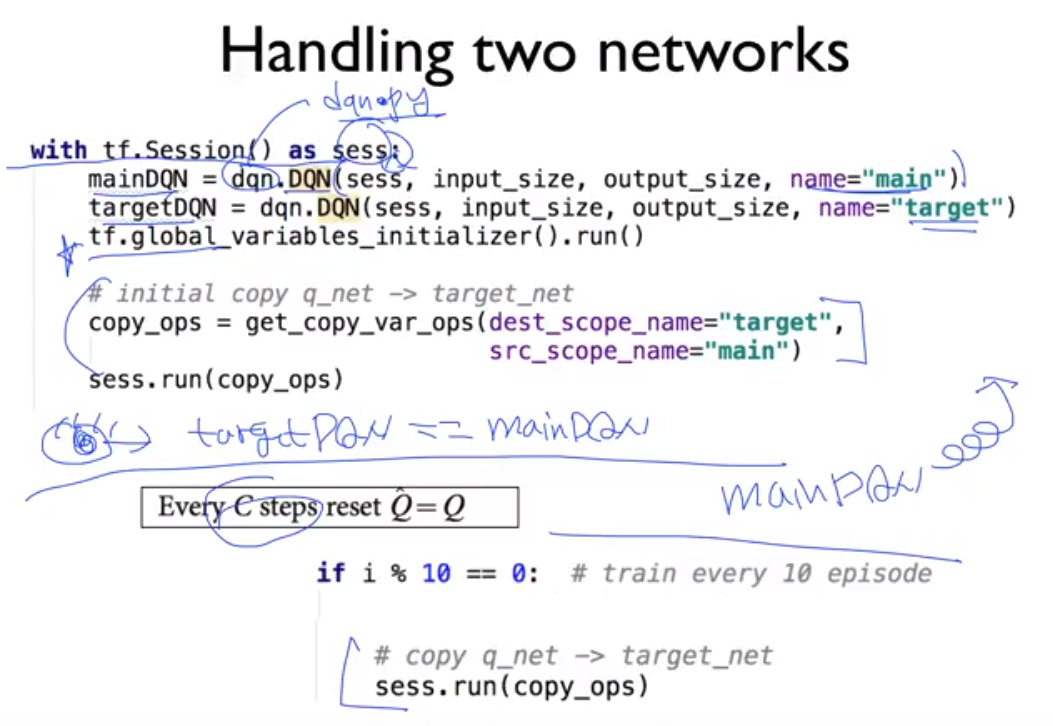 Handling two networks
dqn.py
with tf.Session() as sess:
mainDQN = dqn.DQN(sess, input_size, output_size, name="main")
targetDQN = dqn.DQN(sess, input_size, output_size, name="target")
tf.global_variables_initializer().run()
# initial copy q_net -> target_net
copy_ops = get_copy_var_ops(dest_scope_name="target",
src_scope_name="main")
sess.run(copy_ops)
targetDQN == mainDQN
mainDQN
Every C steps reset Q̂ = Q
if i % 10 == 0: # train every 10 episode
# copy q_net -> target_net
sess.run(copy_ops)